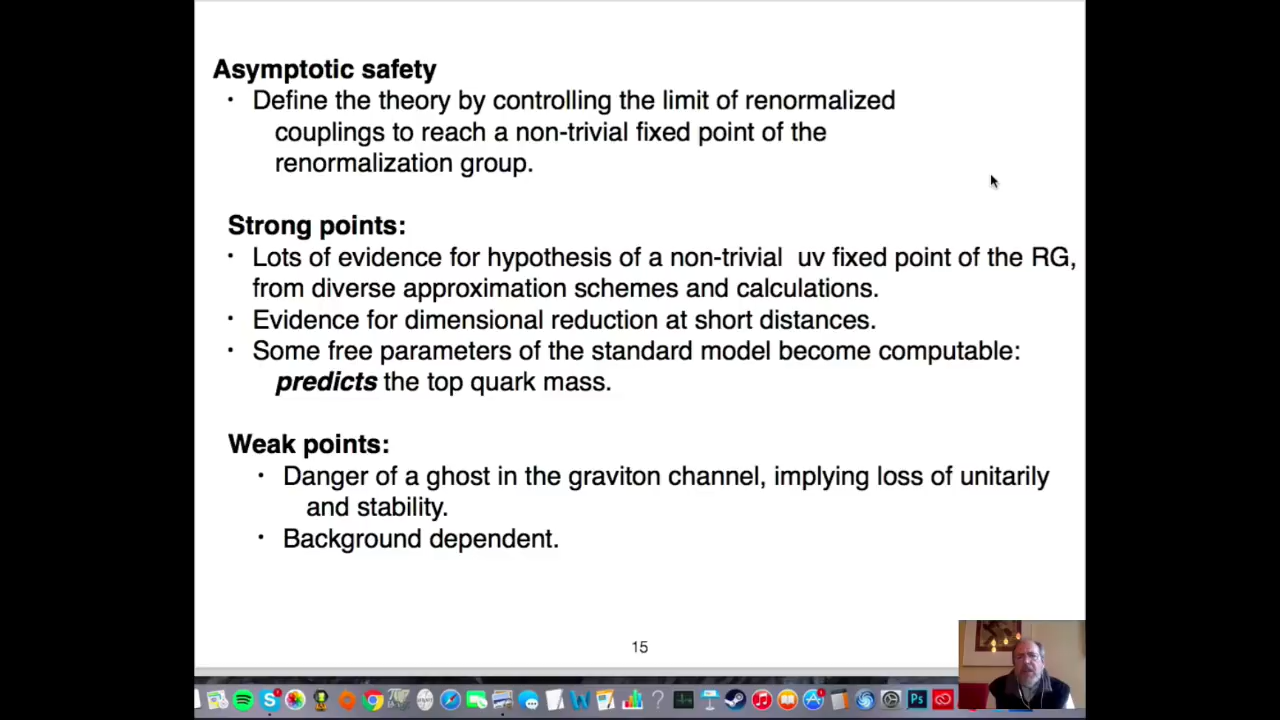 Asymptotic safety
· Define the theory by controlling the limit of renormalized
couplings to reach a non-trivial fixed point of the
renormalization group.
Strong points:
· Lots of evidence for hypothesis of a non-trivial uv fixed point of the RG,
from diverse approximation schemes and calculations.
· Evidence for dimensional reduction at short distances.
· Some free parameters of the standard model become computable:
predicts the top quark mass.
Weak points:
· Danger of a ghost in the graviton channel, implying loss of unitarily
and stability.
· Background dependent.
15